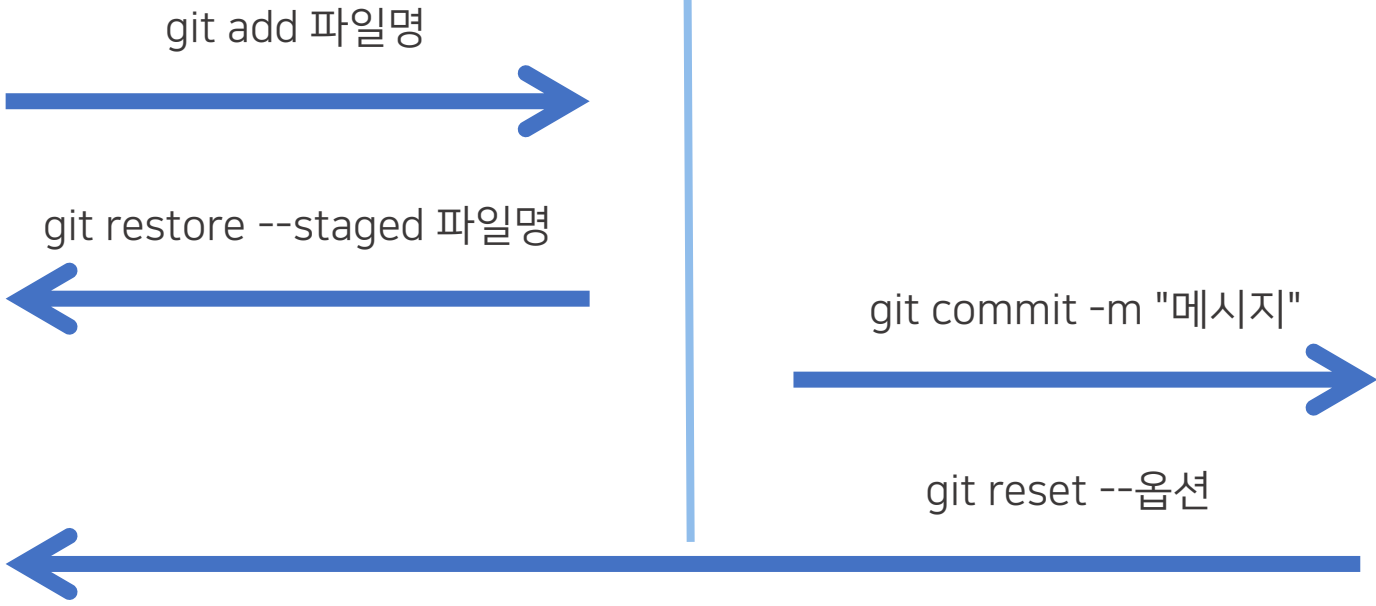 git add 파일명
git restore --staged 파일명
git commit -m "메시지"
git reset --옵션